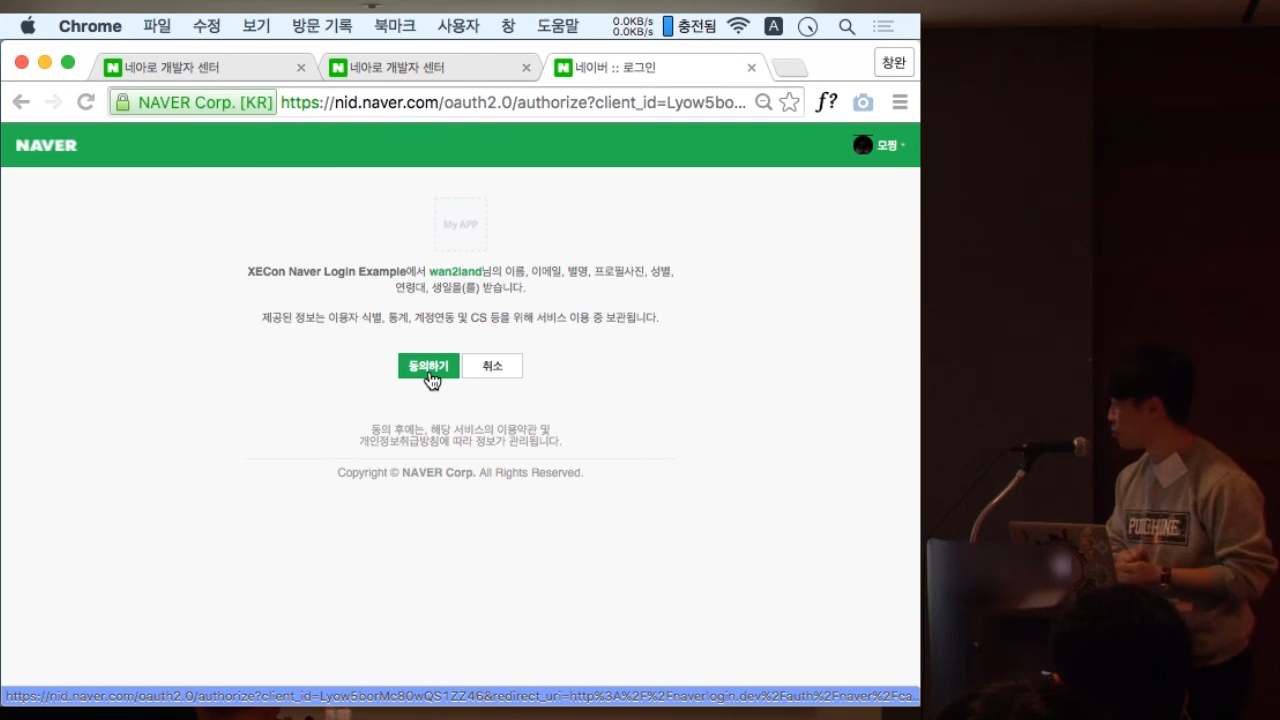 Chrome 파일 수정 보기 방문 기록 북마크 사용자 창 도움말 0.0KB/s 0.0KB/s 충전됨 A
네아로 개발자 센터 네아로 개발자 센터 네이버 :: 로그인 창완
NAVER Corp. [KR] https://nid.naver.com/oauth2.0/authorize?client_id=Lyow5bo... f?
NAVER 모찡
My APP
XECon Naver Login Example에서 wan2land님의 이름, 이메일, 별명, 프로필사진, 성별,
연령대, 생일을(를) 받습니다.
제공된 정보는 이용자 식별, 통계, 계정연동 및 CS 등을 위해 서비스 이용 중 보관됩니다.
동의하기 취소
동의 후에는, 해당 서비스의 이용약관 및
개인정보취급방침에 따라 정보가 관리됩니다.
Copyright © NAVER Corp. All Rights Reserved.
https://nid.naver.com/oauth2.0/authorize?client_id=Lyow5borMc80wQS1ZZ46&redirect_uri=http%3A%2F%2Fnaverlogin.dev%2Fauth%2Fnaver%2Fca...